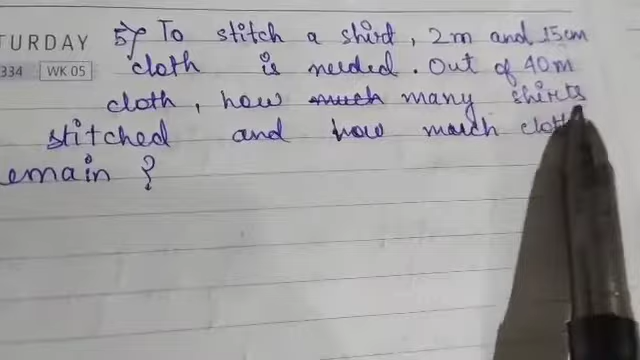 TURDAY 5) To stitch a shirt, 2m and 15cm
334 WK 05 cloth is needed. Out of 40m
cloth, how much many shirts
stitched and how much cloth
emain ?